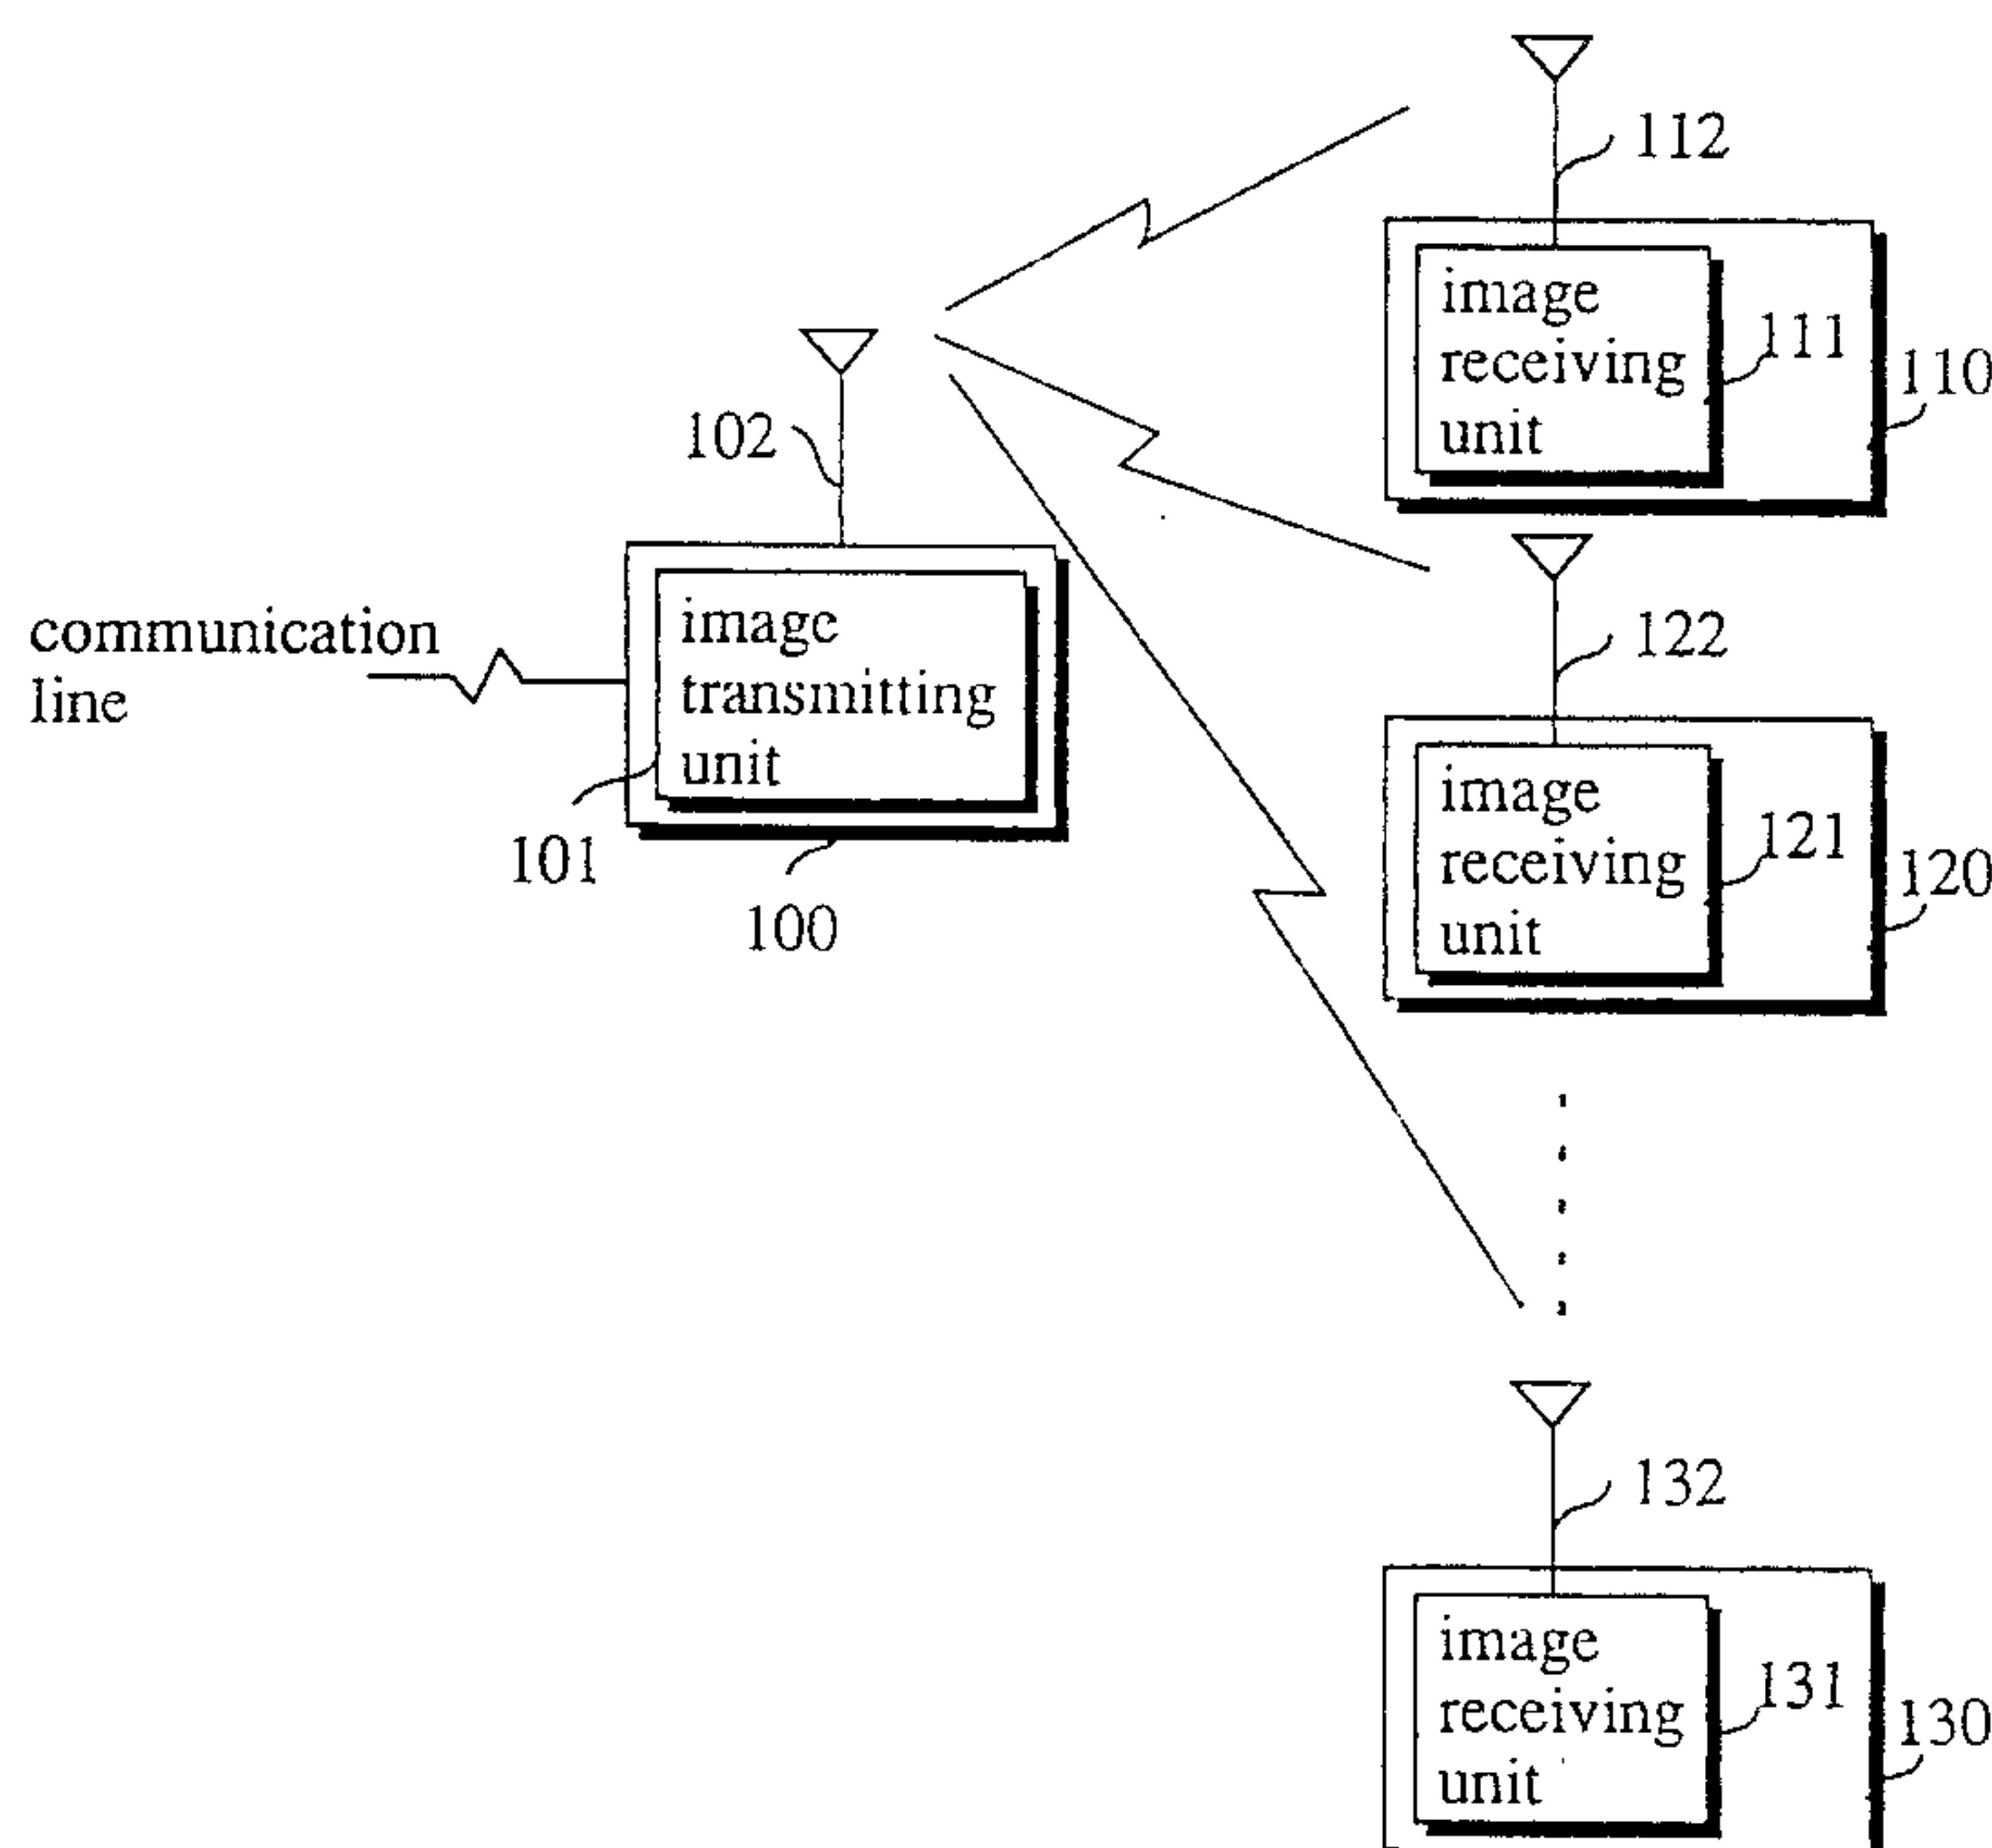 112
image
receiving
unit
111
110
102
communication
line
image
transmitting
unit
101
100
122
image
receiving
unit
121
120
132
image
receiving
unit
131
130